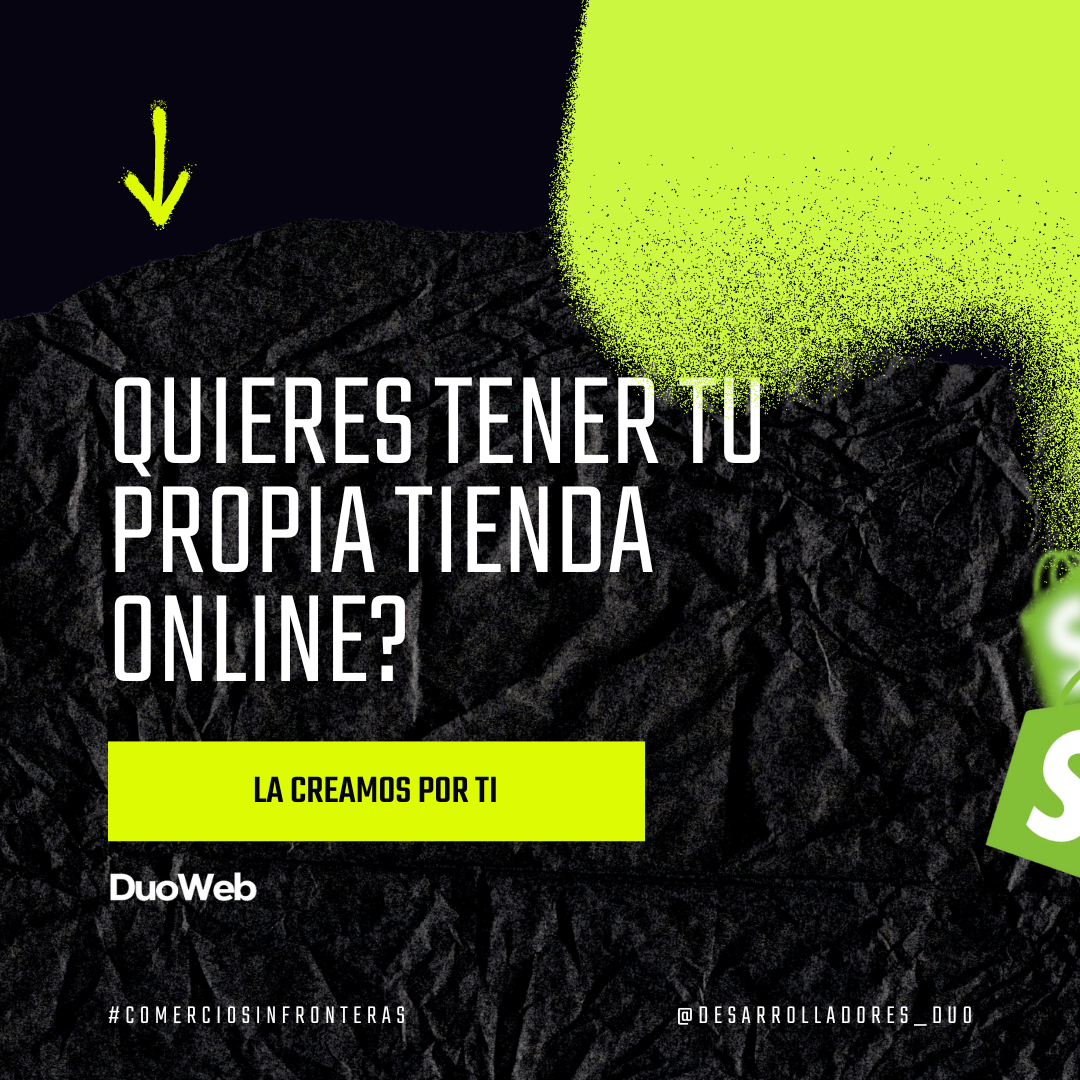 QUIERES TENER TU
PROPIA TIENDA
ONLINE?
LA CREAMOS POR TI
DuoWeb
#COMERCIOSINFRONTERAS
@DESARROLLADORES_DUO